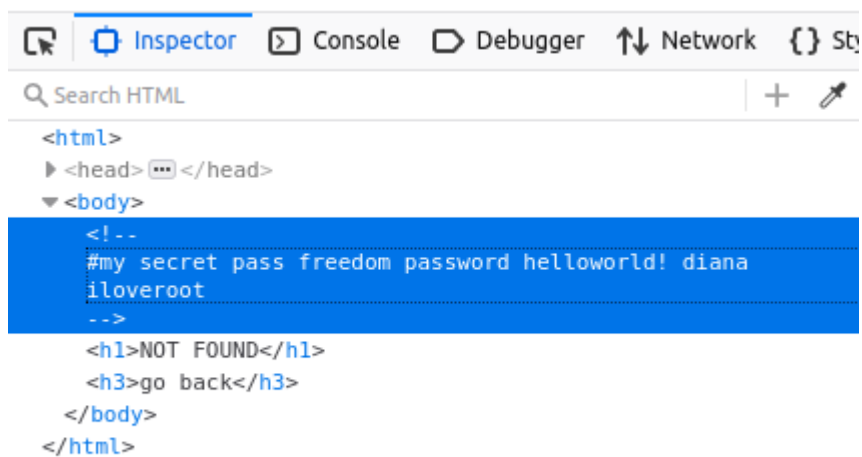 Inspector Console Debugger Network {} Sty
Search HTML
<html>
<head> ··· </head>
<body>
<!--
#my secret pass freedom password helloworld! diana
iloveroot
-->
<h1>NOT FOUND</h1>
<h3>go back</h3>
</body>
</html>